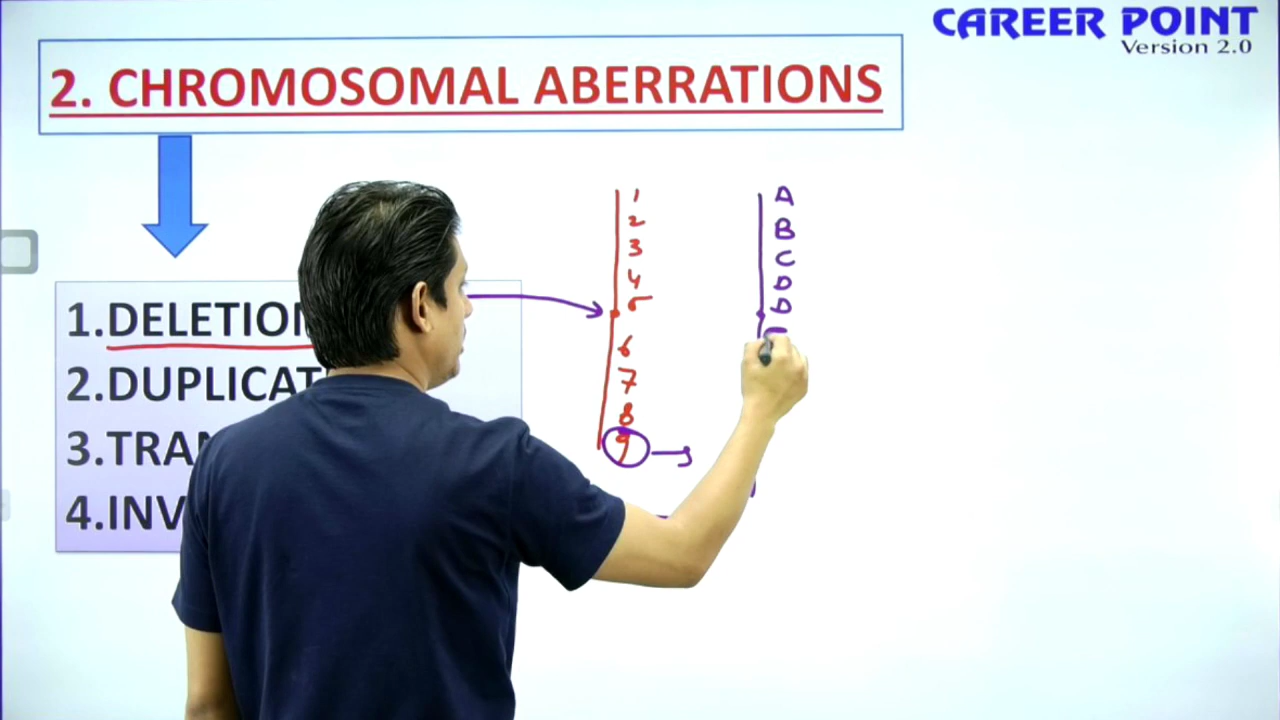 CAREER POINT
Version 2.0
2. CHROMOSOMAL ABERRATIONS
1.DELETION
2.DUPLICAT
3.TRAN
4.INV
1
2
3
4
5
6
7
8
9
A
B
C
D
D